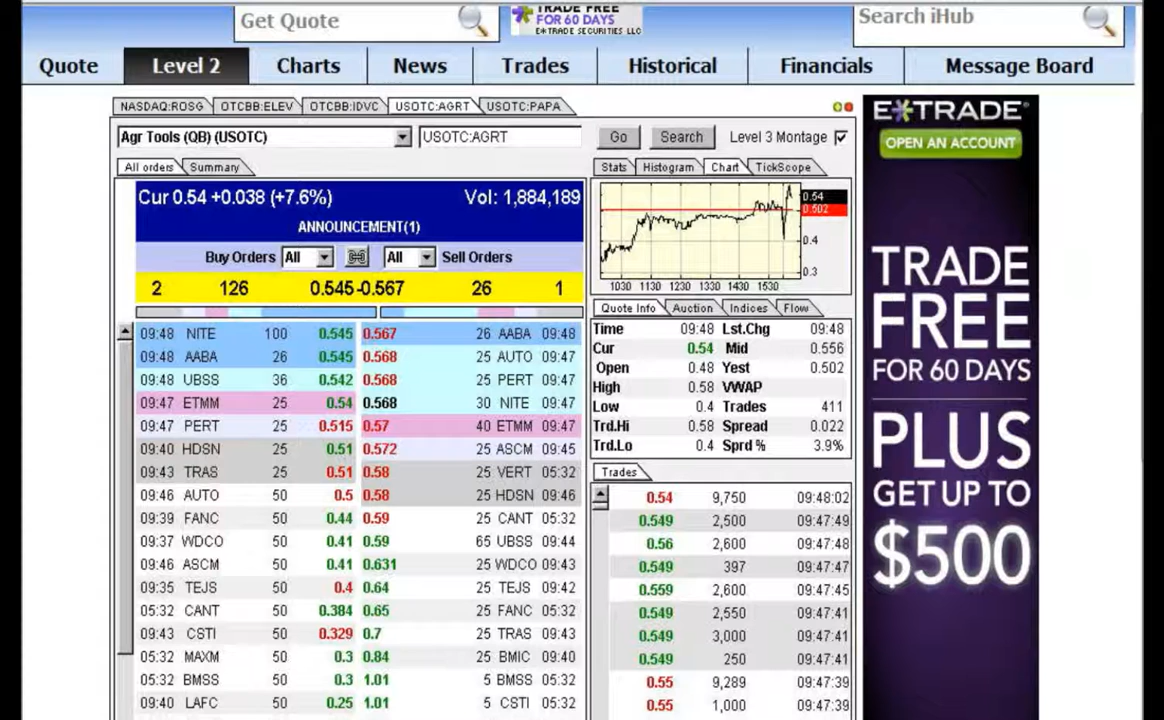 Get Quote
TRADE FREE
FOR 60 DAYS
E*TRADE SECURITIES LLC
Search iHub
Quote Level 2 Charts News Trades Historical Financials Message Board
NASDAQ:ROSG OTCBB:ELEV OTCBB:IDVC USOTC:AGRT USOTC:PAPA
Agr Tools (QB) (USOTC) USOTC:AGRT Go Search Level 3 Montage
All orders Summary
Cur 0.54 +0.038 (+7.6%) Vol: 1,884,189
ANNOUNCEMENT(1)
Buy Orders All All Sell Orders
2 126 0.545-0.567 26 1
09:48 NITE 100 0.545 0.567 26 AABA 09:48
09:48 AABA 26 0.545 0.568 25 AUTO 09:47
09:48 UBSS 36 0.542 0.568 25 PERT 09:47
09:47 ETMM 25 0.54 0.568 30 NITE 09:47
09:47 PERT 25 0.515 0.57 40 ETMM 09:47
09:40 HDSN 25 0.51 0.572 25 ASCM 09:45
09:43 TRAS 25 0.51 0.58 25 VERT 05:32
09:46 AUTO 50 0.5 0.58 25 HDSN 09:46
09:39 FANC 50 0.44 0.59 25 CANT 05:32
09:37 WDCO 50 0.41 0.59 65 UBSS 09:44
09:46 ASCM 50 0.41 0.631 25 WDCO 09:43
09:35 TEJS 50 0.4 0.64 25 TEJS 09:42
05:32 CANT 50 0.384 0.65 25 FANC 05:32
09:43 CSTI 50 0.329 0.7 25 TRAS 09:43
05:32 MAXM 50 0.3 0.84 25 BMIC 09:40
05:32 BMSS 50 0.3 1.01 5 BMSS 05:32
09:40 LAFC 50 0.25 1.01 5 CSTI 05:32
Stats Histogram Chart TickScope
0.54
0.502
0.4
0.3
1030 1130 1230 1330 1430 1530
Quote Info Auction Indices Flow
Time 09:48 Lst.Chg 09:48
Cur 0.54 Mid 0.556
Open 0.48 Yest 0.502
High 0.58 VWAP
Low 0.4 Trades 411
Trd.Hi 0.58 Spread 0.022
Trd.Lo 0.4 Sprd % 3.9%
Trades
0.54 9,750 09:48:02
0.549 2,500 09:47:49
0.56 2,600 09:47:48
0.549 397 09:47:47
0.559 2,600 09:47:45
0.549 2,550 09:47:41
0.549 3,000 09:47:41
0.549 250 09:47:41
0.55 9,289 09:47:39
0.55 1,000 09:47:39
E*TRADE
OPEN AN ACCOUNT
TRADE
FREE
FOR 60 DAYS
PLUS
GET UP TO
$500